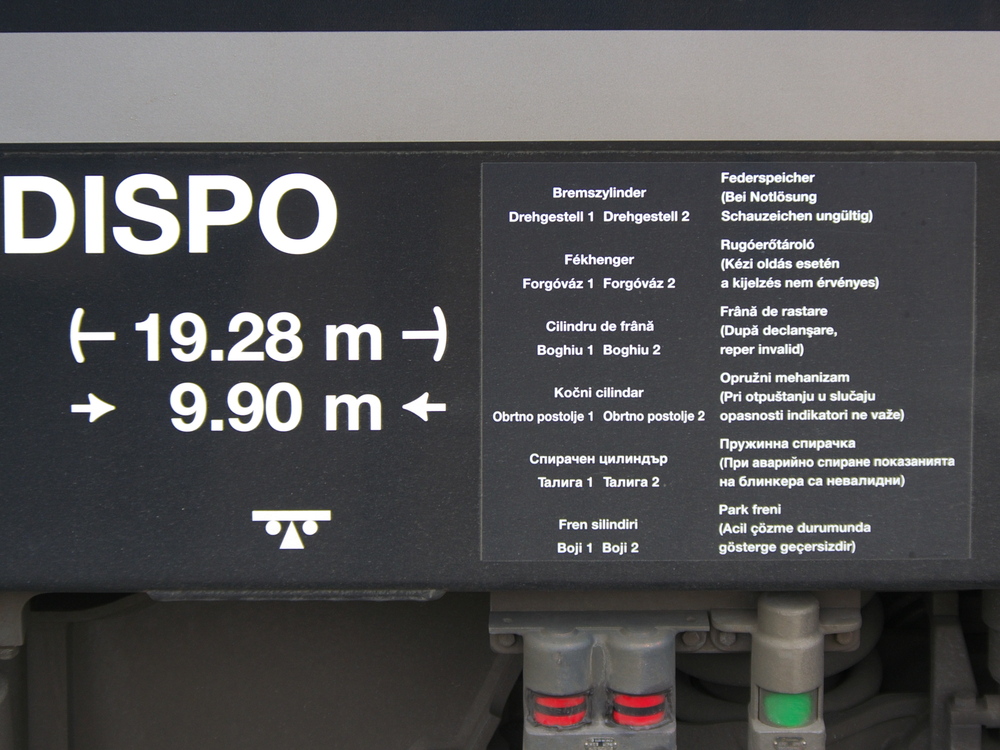 DISPO
19.28 m
9.90 m
Bremszylinder
Drehgestell 1 Drehgestell 2
Federspeicher
(Bei Notlösung
Schauzeichen ungültig)
Fékhenger
Forgóváz 1 Forgóváz 2
Rugóerőtároló
(Kézi oldás esetén
a kijelzés nem érvényes)
Cilindru de frână
Boghiu 1 Boghiu 2
Frână de rastare
(După declanşare,
reper invalid)
Kočni cilindar
Obrtno postolje 1 Obrtno postolje 2
Opružni mehanizam
(Pri otpuštanju u slučaju
opasnosti indikatori ne važe)
Спирачен цилиндър
Талига 1 Талига 2
Пружинна спирачка
(При аварийно спиране показанията
на блинкера са невалидни)
Fren silindiri
Boji 1 Boji 2
Park freni
(Acil çözme durumunda
gösterge geçersizdir)